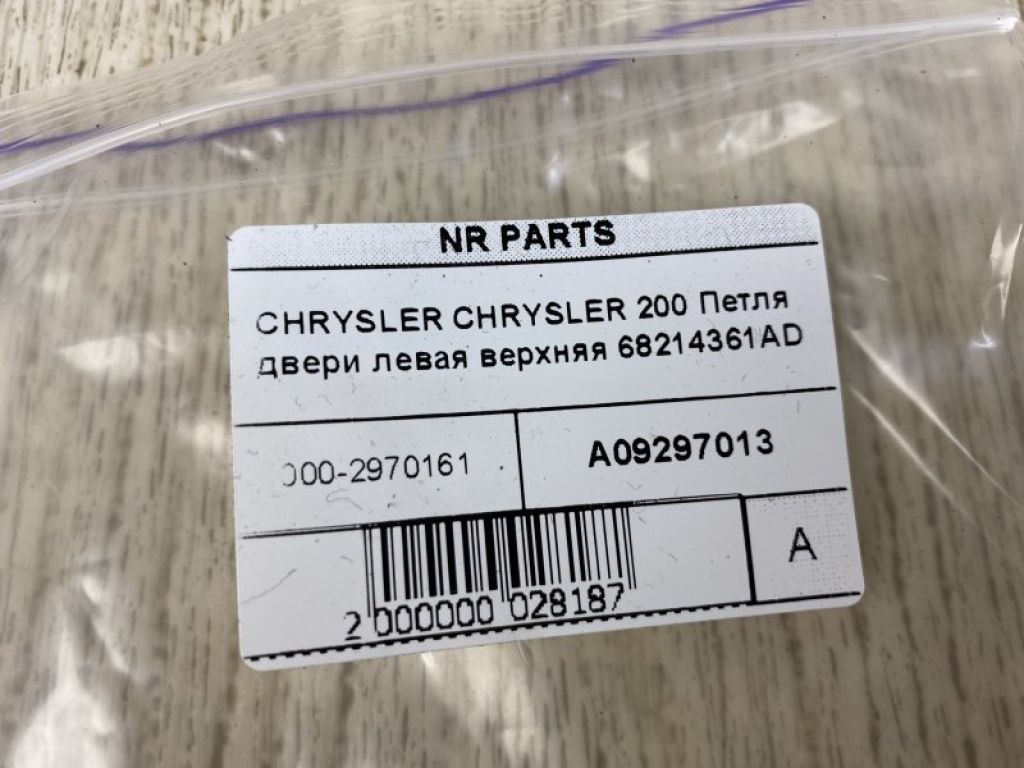 NR PARTS
CHRYSLER CHRYSLER 200 Петля
двери левая верхняя 68214361AD
000-2970161
A09297013
A
2 000000 028187